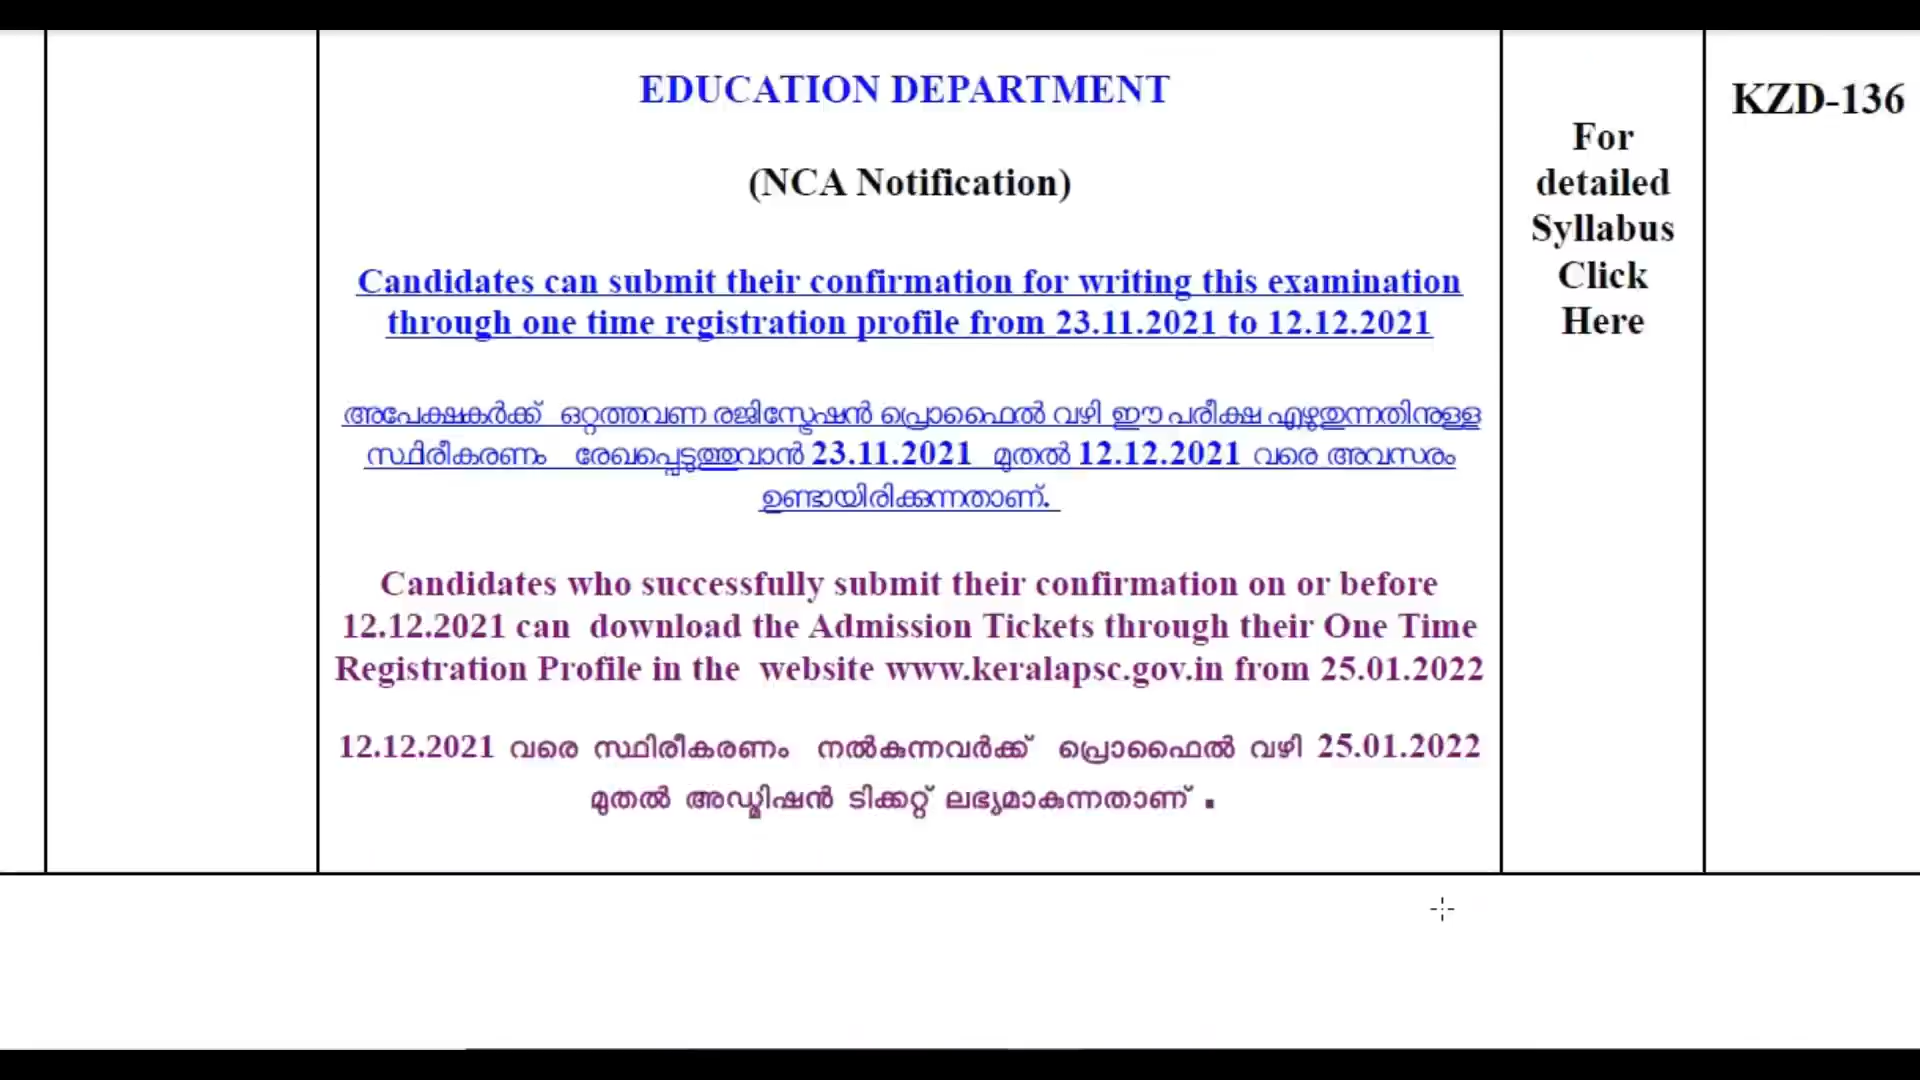 EDUCATION DEPARTMENT
(NCA Notification)
Candidates can submit their confirmation for writing this examination
through one time registration profile from 23.11.2021 to 12.12.2021
അപേക്ഷകർക്ക് ഒറ്റത്തവണ രജിസ്ട്രേഷൻ പ്രൊഫൈൽ വഴി ഈ പരീക്ഷ എഴുതുന്നതിനുള്ള
സ്ഥിരീകരണം രേഖപ്പെടുത്തുവാൻ 23.11.2021 മുതൽ 12.12.2021 വരെ അവസരം
ഉണ്ടായിരിക്കുന്നതാണ്.
Candidates who successfully submit their confirmation on or before
12.12.2021 can download the Admission Tickets through their One Time
Registration Profile in the website www.keralapsc.gov.in from 25.01.2022
12.12.2021 വരെ സ്ഥിരീകരണം നൽകുന്നവർക്ക് പ്രൊഫൈൽ വഴി 25.01.2022
മുതൽ അഡ്മിഷൻ ടിക്കറ്റ് ലഭ്യമാകുന്നതാണ് .
For
detailed
Syllabus
Click
Here
KZD-136